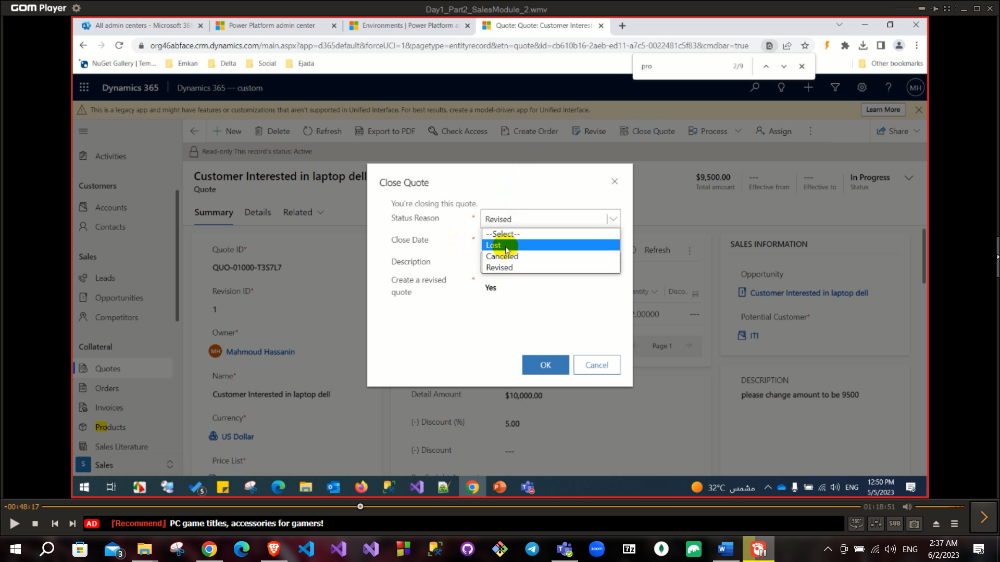 GOM Player
Day1_Part2_SalesModule_2.wmv
All admin centers - Microsoft 365
Power Platform admin center
Environments | Power Platform a
Quote: Quote: Customer Interest
org46abface.crm.dynamics.com/main.aspx?app=d365default&forceUCI=1&pagetype=entityrecord&etn=quote&id=cb610b16-2aeb-ed11-a7c5-0022481c5f83&cmdbar=true
NuGet Gallery | Tem...
Emkan
Delta
Social
Ejada
pro
2/9
Other bookmarks
Dynamics 365
Dynamics 365 — custom
MH
This is a legacy app and might have features or customizations that aren't supported in Unified Interface. For best results, create a model-driven app for Unified Interface.
Learn More
New
Delete
Refresh
Export to PDF
Check Access
Create Order
Revise
Close Quote
Process
Assign
Share
Read-only This record's status: Active
Activities
Customers
Accounts
Contacts
Sales
Leads
Opportunities
Competitors
Collateral
Quotes
Orders
Invoices
Products
Sales Literature
S
Sales
Customer Interested in laptop dell
Quote
$9,500.00
Total amount
---
Effective from
---
Effective to
In Progress
Status
Summary
Details
Related
Quote ID*
QUO-01000-T3S7L7
Revision ID*
1
Owner*
MH
Mahmoud Hassanin
Name*
Customer Interested in laptop dell
Currency*
US Dollar
Price List*
Close Quote
You're closing this quote.
Status Reason
*
Revised
--Select--
Lost
Canceled
Revised
Close Date
*
Description
Create a revised
quote
*
Yes
OK
Cancel
Refresh
antity
Disco..
2.00000
---
Page 1
Detail Amount
$10,000.00
(-) Discount (%)
5.00
(-) Discount
---
SALES INFORMATION
Opportunity
Customer Interested in laptop dell
Potential Customer*
ITI
DESCRIPTION
please change amount to be 9500
5
32°C
مشمس
ENG
12:50 PM
5/5/2023
-00:48:17
01:18:51
AD
『Recommend』 PC game titles, accessories for gamers!
360°
SUB
3
zoom
7z
ENG
2:37 AM
6/2/2023